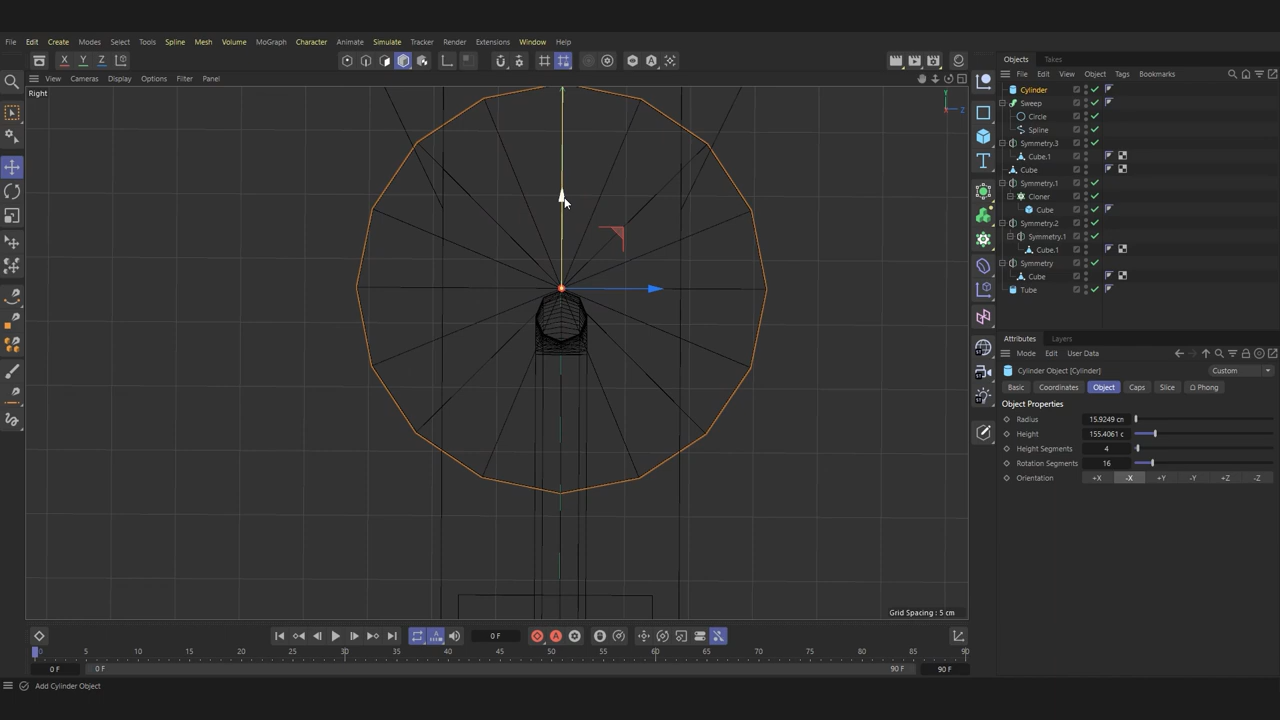 File Edit Create Modes Select Tools Spline Mesh Volume MoGraph Character Animate Simulate Tracker Render Extensions Window Help
X Y Z
View Cameras Display Options Filter Panel
Right
Y
Z
Grid Spacing : 5 cm
Objects Takes
File Edit View Object Tags Bookmarks
Cylinder
Sweep
Circle
Spline
Symmetry.3
Cube.1
Cube
Symmetry.1
Cloner
Cube
Symmetry.2
Symmetry.1
Cube.1
Symmetry
Cube
Tube
Attributes Layers
Mode Edit User Data
Cylinder Object [Cylinder] Custom
Basic Coordinates Object Caps Slice Phong
Object Properties
Radius 15.9249 cn
Height 155.4061 c
Height Segments 4
Rotation Segments 16
Orientation +X -X +Y -Y +Z -Z
0 F
0 5 10 15 20 25 30 35 40 45 50 55 60 65 70 75 80 85 90
0 F 0 F 90 F 90 F
Add Cylinder Object